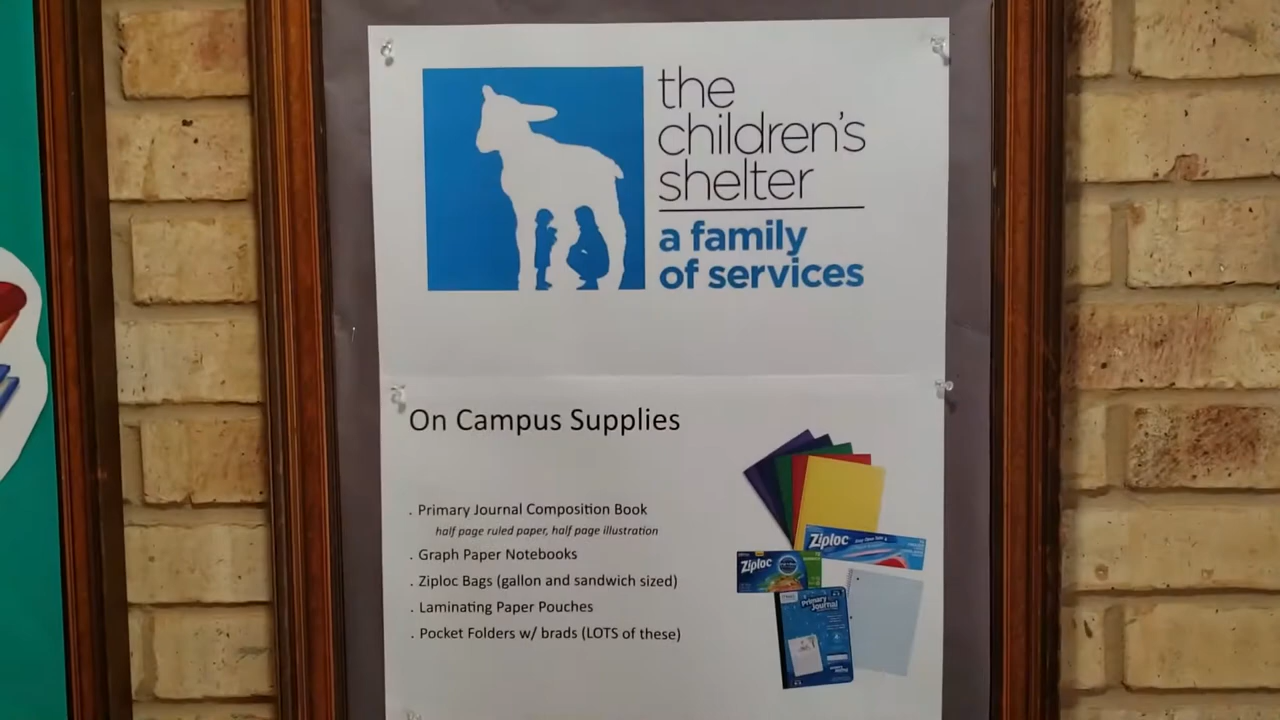 the
children's
shelter
a family
of services
On Campus Supplies
. Primary Journal Composition Book
half page ruled paper, half page illustration
. Graph Paper Notebooks
. Ziploc Bags (gallon and sandwich sized)
. Laminating Paper Pouches
. Pocket Folders w/ brads (LOTS of these)
Ziploc
Ziploc
Primary
Journal